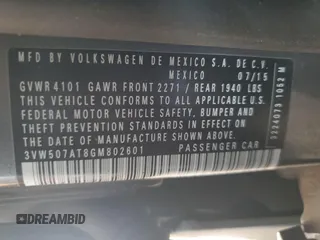 MFD BY VOLKSWAGEN DE MEXICO S.A. DE C.V.
MEXICO 07/15
GVWR 4101 GAWR FRONT 2271 / REAR 1940 LBS
THIS VEHICLE CONFORMS TO ALL APPLICABLE U.S.
FEDERAL MOTOR VEHICLE SAFETY, BUMPER AND
THEFT PREVENTION STANDARDS IN EFFECT ON
THE DATE OF MANUFACTURE SHOWN ABOVE.
3VW507AT8GM802601 PASSENGER CAR
3324073 1062 M
© DREAMBID